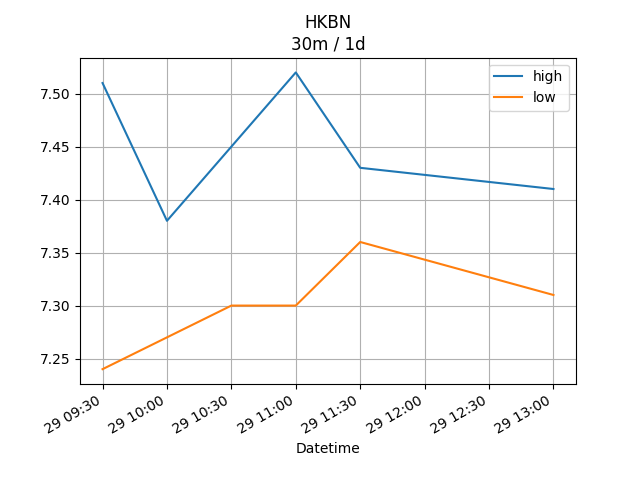 HKBN
30m / 1d
high
low
7.50
7.45
7.40
7.35
7.30
7.25
29 09:30
29 10:00
29 10:30
29 11:00
29 11:30
29 12:00
29 12:30
29 13:00
Datetime